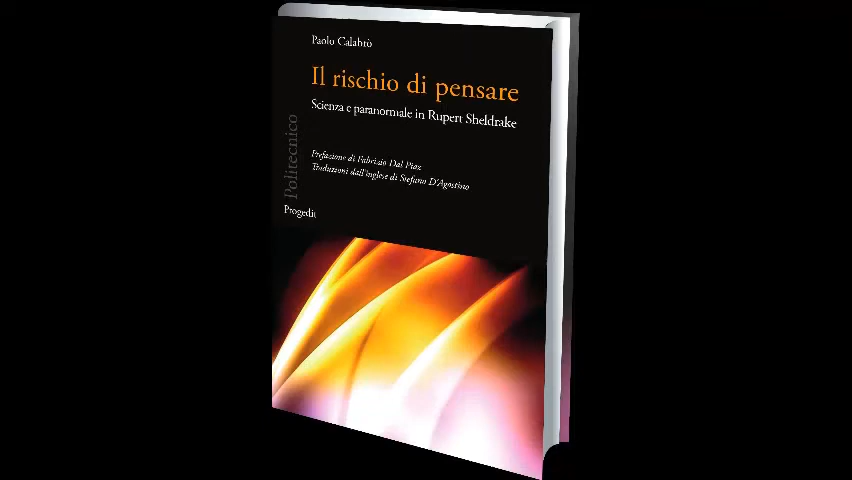 Paolo Calabrò
Il rischio di pensare
Scienza e paranormale in Rupert Sheldrake
Prefazione di Fabrizio Dal Piaz
Traduzioni dall'inglese di Stefano D'Agostino
Politecnico
Progedit